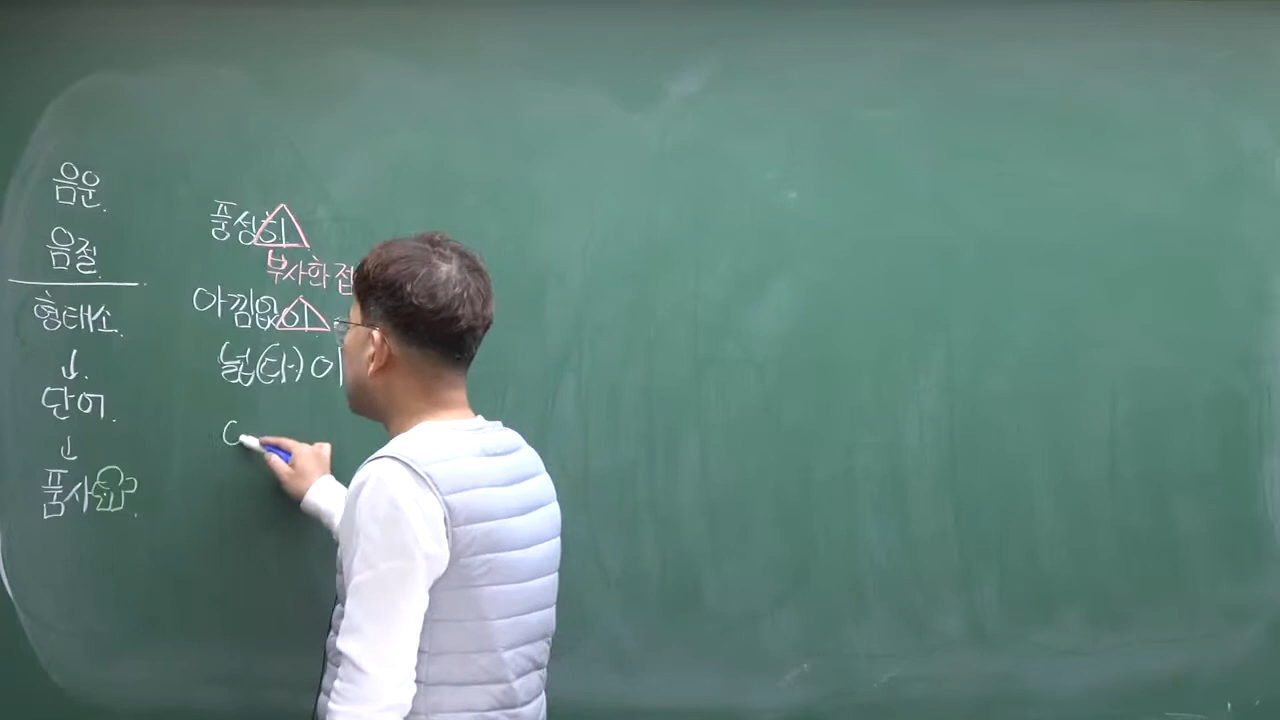 음운.
음절.
형태소.
↓.
단어.
↓
품사
풍성히
부사화 접
아낌없이
넓(다) 이